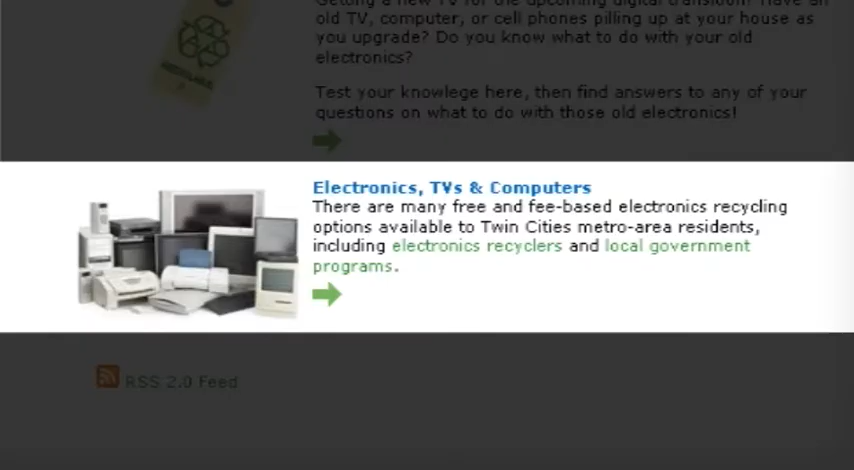 Getting a new TV for the upcoming digital transition? Have an
old TV, computer, or cell phones pilling up at your house as
you upgrade? Do you know what to do with your old
electronics?
Test your knowlege here, then find answers to any of your
questions on what to do with those old electronics!
Electronics, TVs & Computers
There are many free and fee-based electronics recycling
options available to Twin Cities metro-area residents,
including electronics recyclers and local government
programs.
RSS 2.0 Feed